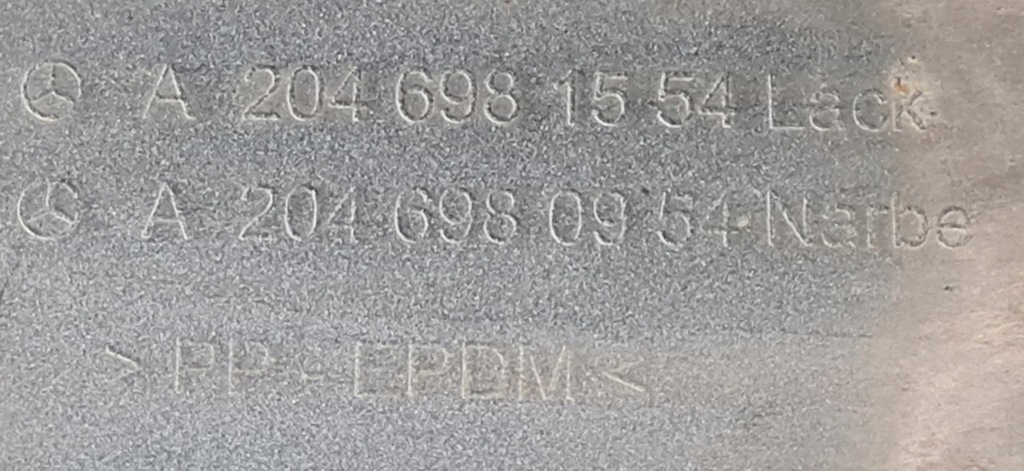 A 204 698 15 54 Lack
A 204 698 09 54 Narbe
> PP - EPDM <